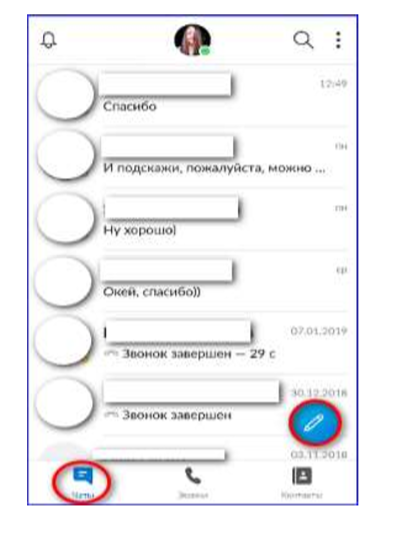 12:49
Спасибо
пн
И подскажи, пожалуйста, можно ...
пн
Ну хорошо)
ср
Окей, спасибо))
07.01.2019
Звонок завершен — 29 с
30.12.2018
Звонок завершен
03.11.2018
Чаты Звонки Контакты